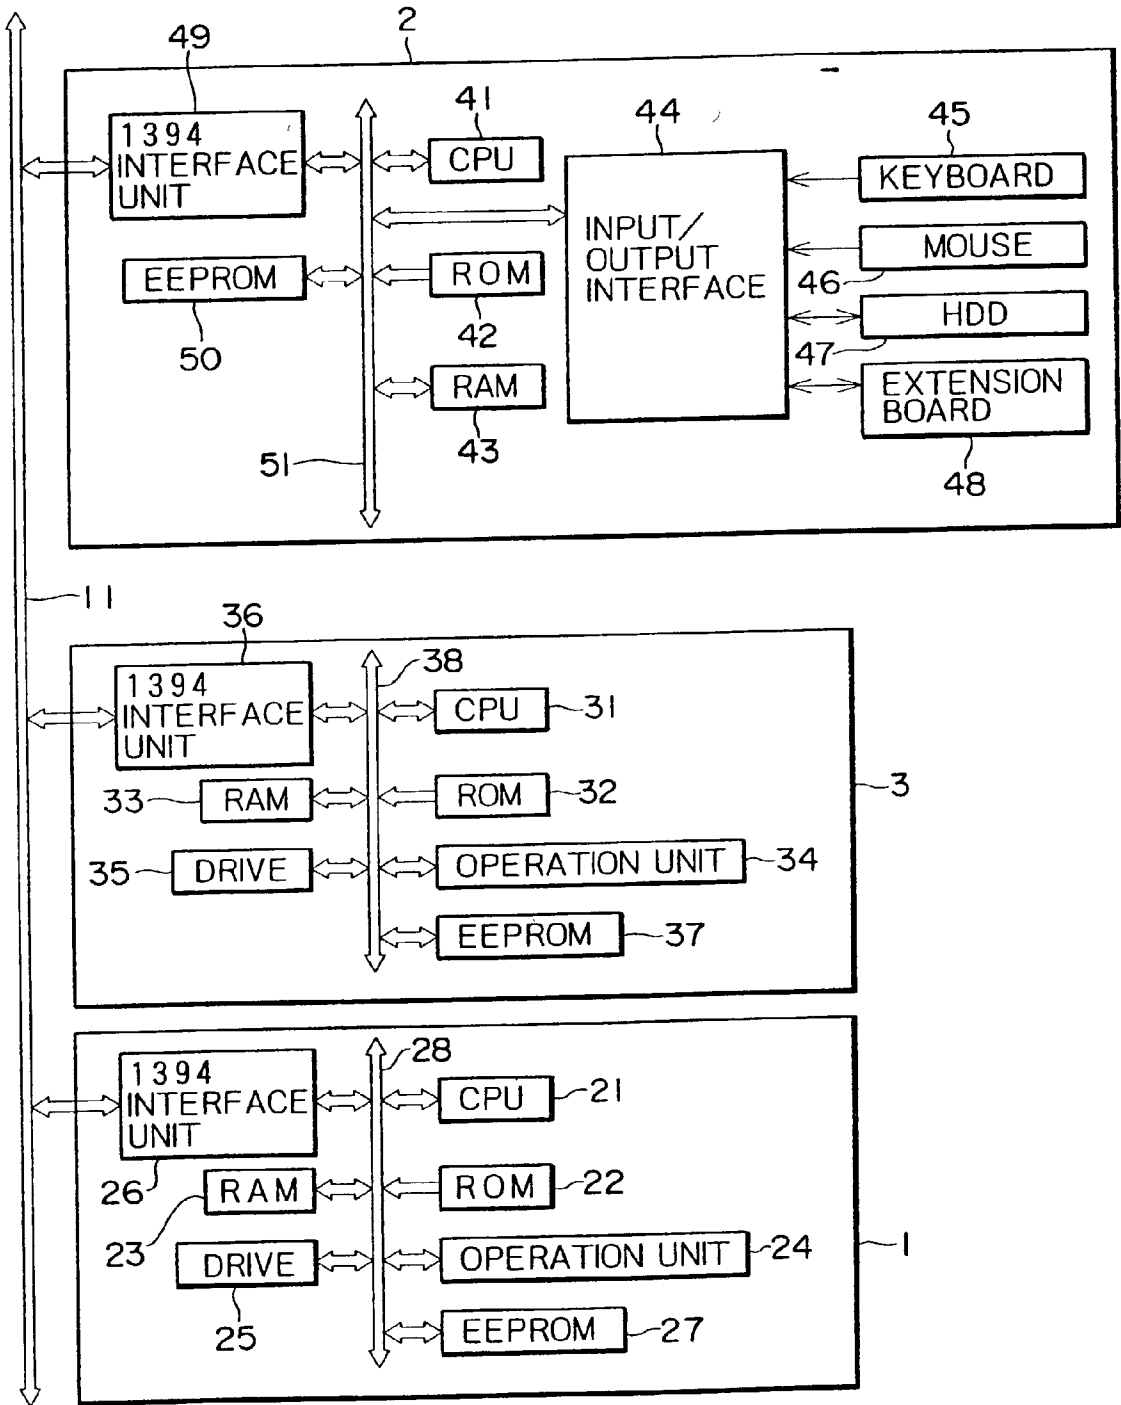 2
49
1394
INTERFACE
UNIT
41
CPU
44
INPUT/
OUTPUT
INTERFACE
45
KEYBOARD
MOUSE
46
HDD
47
EXTENSION
BOARD
48
EEPROM
50
ROM
42
RAM
43
51
11
36
1394
INTERFACE
UNIT
38
CPU
31
33
RAM
ROM
32
3
35
DRIVE
OPERATION UNIT
34
EEPROM
37
1394
INTERFACE
UNIT
28
CPU
21
26
RAM
23
ROM
22
DRIVE
25
OPERATION UNIT
24
1
EEPROM
27